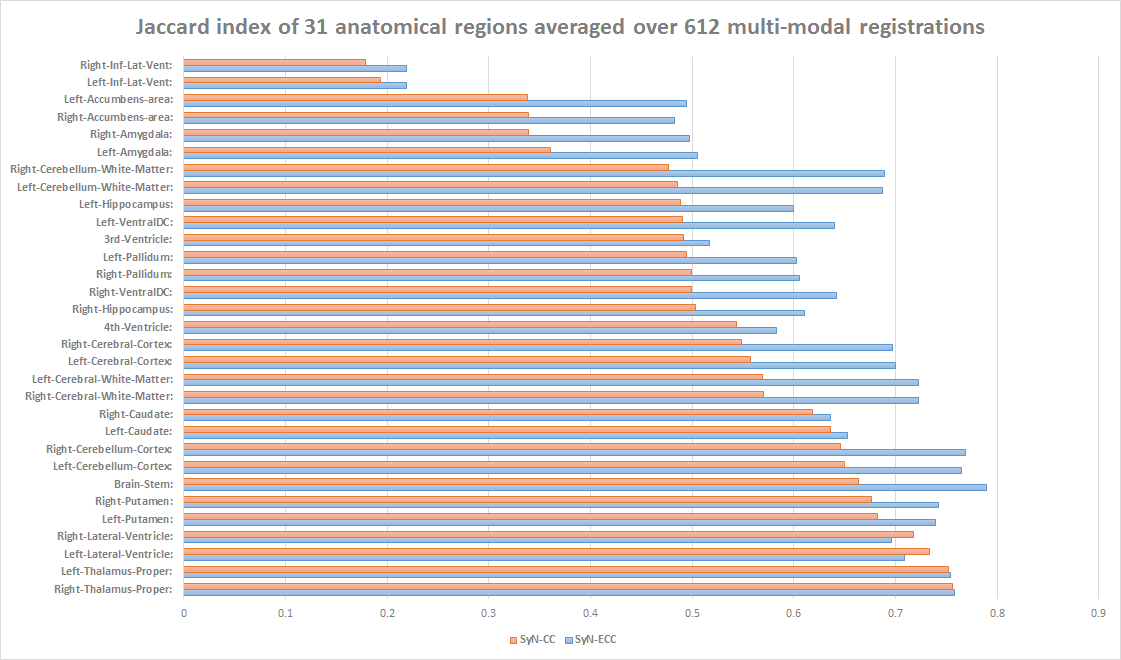 Jaccard index of 31 anatomical regions averaged over 612 multi-modal registrations
Right-Inf-Lat-Vent:
Left-Inf-Lat-Vent:
Left-Accumbens-area:
Right-Accumbens-area:
Right-Amygdala:
Left-Amygdala:
Right-Cerebellum-White-Matter:
Left-Cerebellum-White-Matter:
Left-Hippocampus:
Left-VentralDC:
3rd-Ventricle:
Left-Pallidum:
Right-Pallidum:
Right-VentralDC:
Right-Hippocampus:
4th-Ventricle:
Right-Cerebral-Cortex:
Left-Cerebral-Cortex:
Left-Cerebral-White-Matter:
Right-Cerebral-White-Matter:
Right-Caudate:
Left-Caudate:
Right-Cerebellum-Cortex:
Left-Cerebellum-Cortex:
Brain-Stem:
Right-Putamen:
Left-Putamen:
Right-Lateral-Ventricle:
Left-Lateral-Ventricle:
Left-Thalamus-Proper:
Right-Thalamus-Proper:
0 0.1 0.2 0.3 0.4 0.5 0.6 0.7 0.8 0.9
SyN-CC SyN-ECC